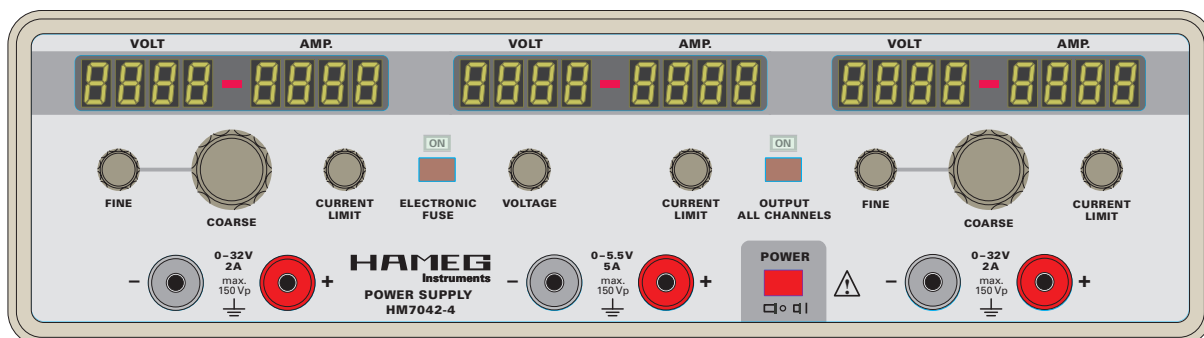 VOLT AMP. VOLT AMP. VOLT AMP.
8888 - 8888 8888 - 8888 8888 - 8888
ON ON
FINE COARSE CURRENT LIMIT ELECTRONIC FUSE VOLTAGE CURRENT LIMIT OUTPUT ALL CHANNELS FINE COARSE CURRENT LIMIT
– 0–32V 2A max. 150 Vp +
HAMEG
Instruments
POWER SUPPLY
HM7042-4
– 0–5.5V 5A max. 150 Vp +
POWER
– 0–32V 2A max. 150 Vp +